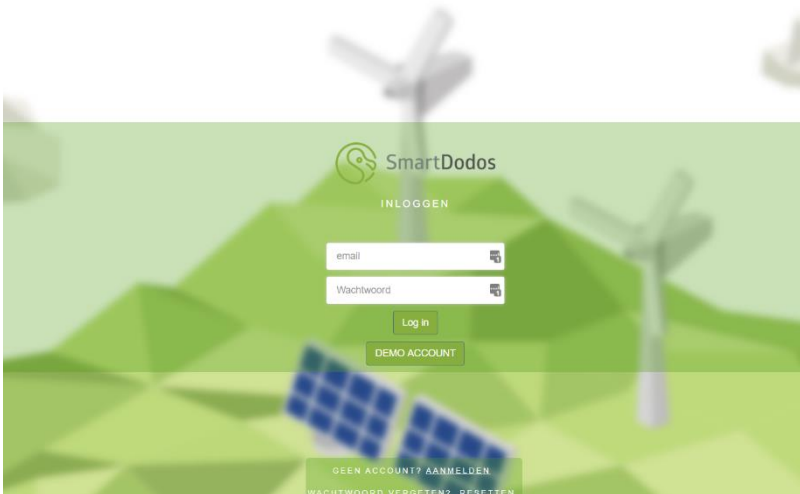 SmartDodos
INLOGGEN
email
Wachtwoord
Log in
DEMO ACCOUNT
GEEN ACCOUNT? AANMELDEN
WACHTWOORD VERGETEN? RESETTEN